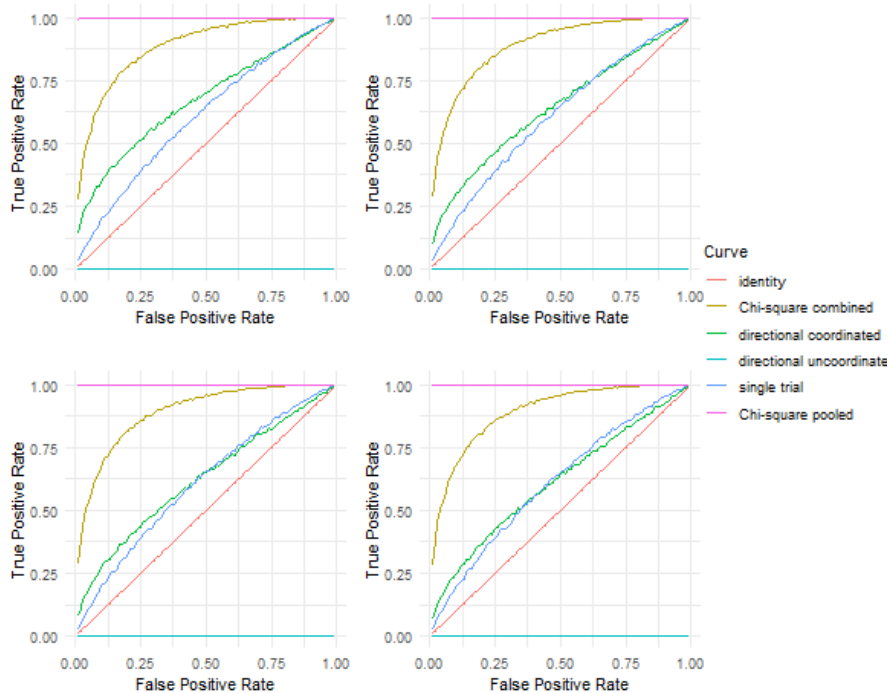 1.00
0.75
0.50
0.25
0.00
True Positive Rate
0.00 0.25 0.50 0.75 1.00
False Positive Rate
1.00
0.75
0.50
0.25
0.00
True Positive Rate
0.00 0.25 0.50 0.75 1.00
False Positive Rate
Curve
identity
Chi-square combined
directional coordinated
directional uncoordinate
single trial
Chi-square pooled
1.00
0.75
0.50
0.25
0.00
True Positive Rate
0.00 0.25 0.50 0.75 1.00
False Positive Rate
1.00
0.75
0.50
0.25
0.00
True Positive Rate
0.00 0.25 0.50 0.75 1.00
False Positive Rate